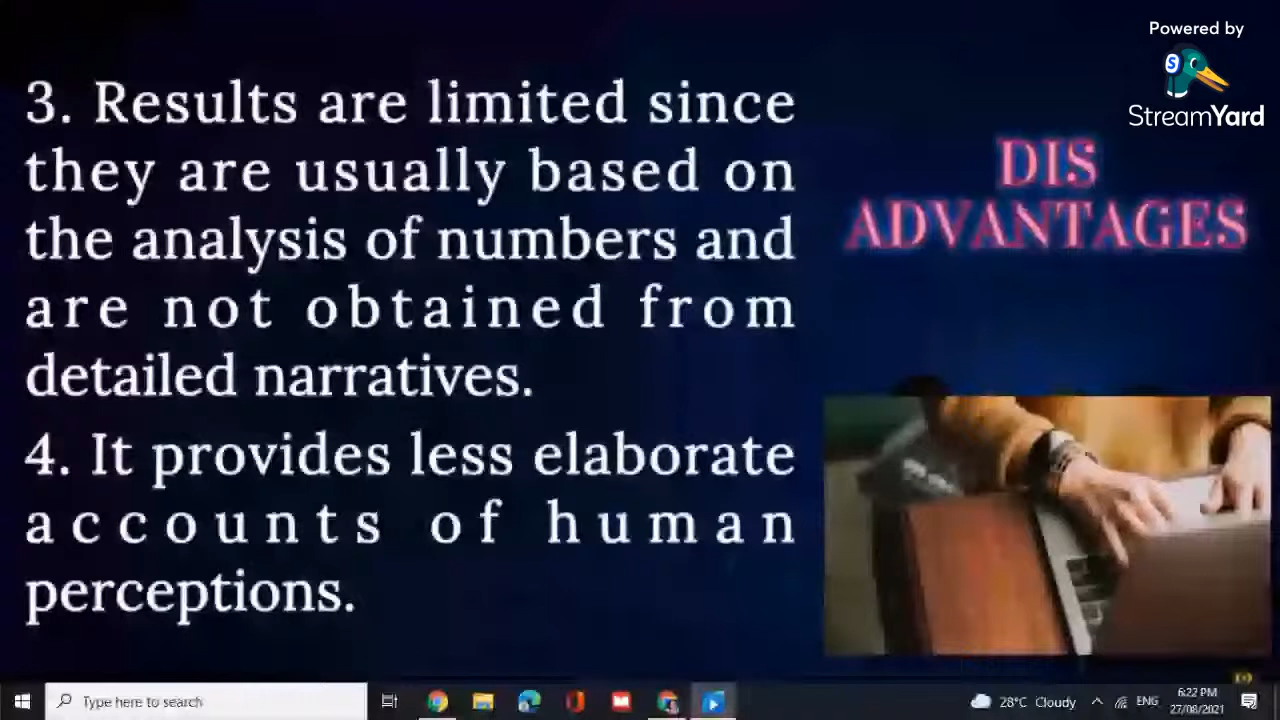 Powered by
StreamYard
3. Results are limited since
they are usually based on
the analysis of numbers and
are not obtained from
detailed narratives.
4. It provides less elaborate
accounts of human
perceptions.
DIS
ADVANTAGES
Type here to search
28°C Cloudy
ENG
6:22 PM
27/08/2021